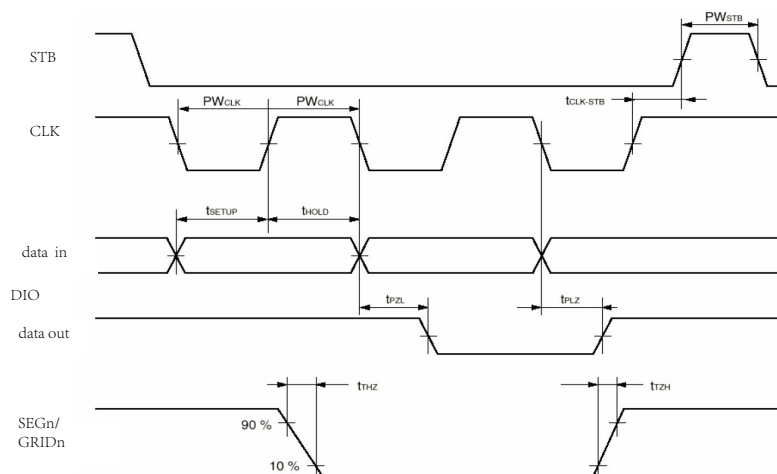 PWSTB
STB
tCLK-STB
PWCLK PWCLK
CLK
tSETUP tHOLD
data in
DIO
tPZL tPLZ
data out
tTHZ tTZH
SEGn/
GRIDn
90 %
10 %